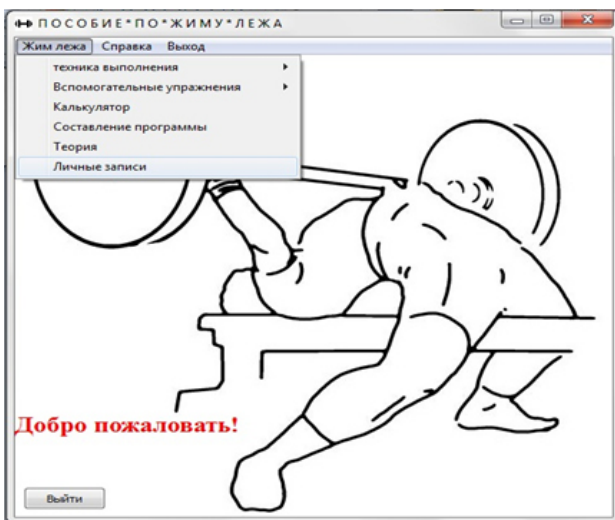 ПОСОБИЕ*ПО*ЖИМУ*ЛЕЖА
Жим лежа Справка Выход
техника выполнения
Вспомогательные упражнения
Калькулятор
Составление программы
Теория
Личные записи
Добро пожаловать!
Выйти